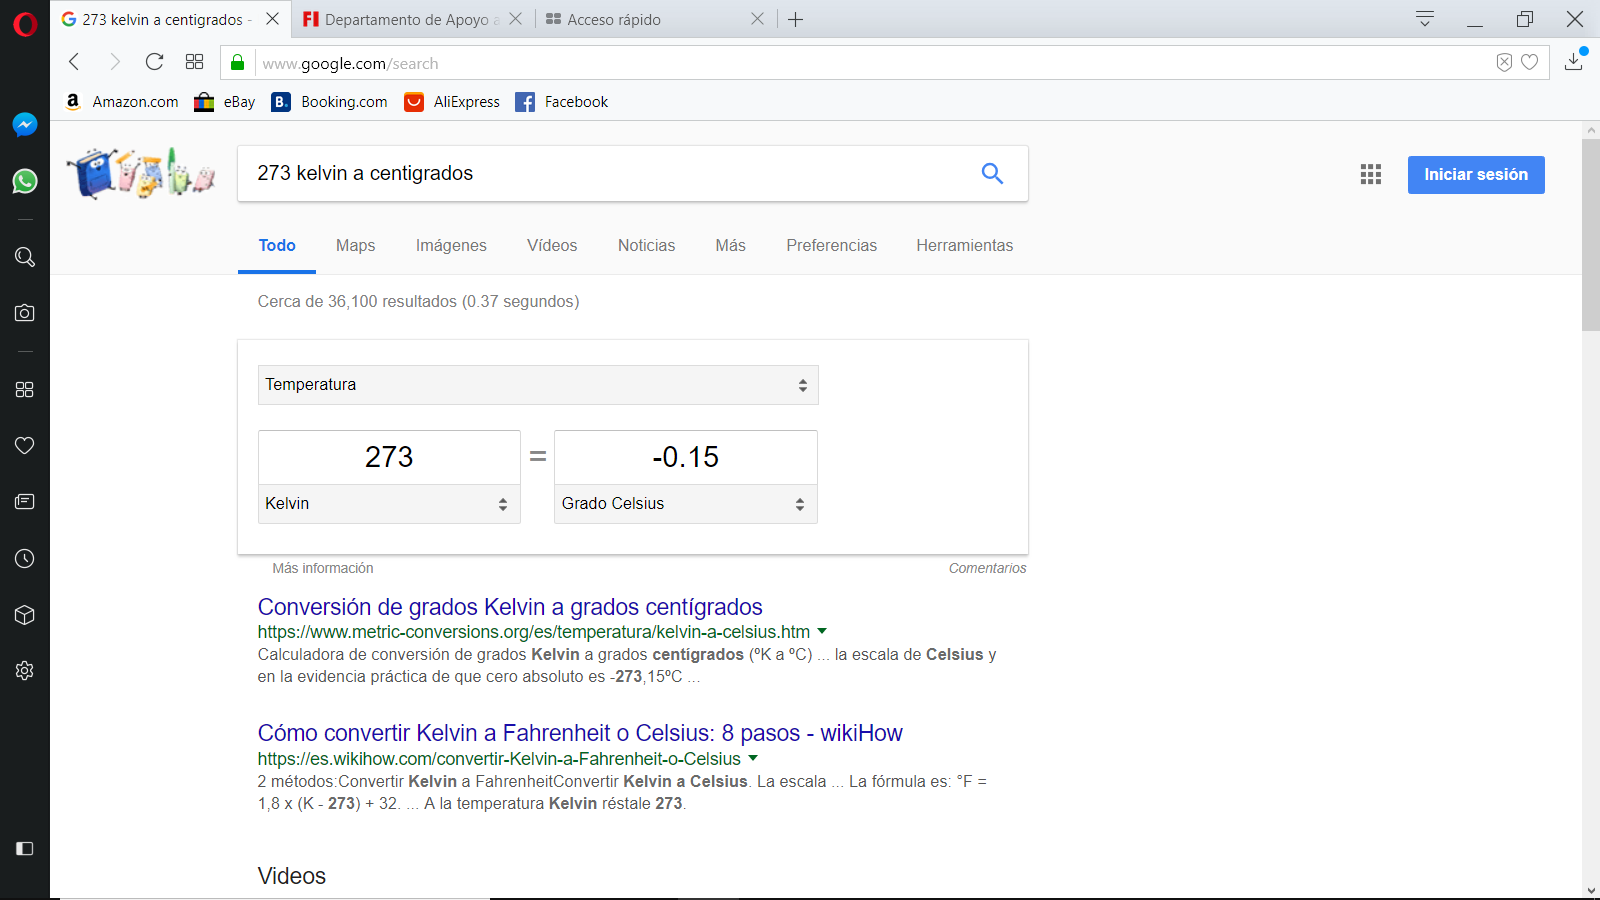 273 kelvin a centigrados -
Departamento de Apoyo a
Acceso rápido
www.google.com/search
Amazon.com
eBay
Booking.com
AliExpress
Facebook
273 kelvin a centigrados
Iniciar sesión
Todo
Maps
Imágenes
Vídeos
Noticias
Más
Preferencias
Herramientas
Cerca de 36,100 resultados (0.37 segundos)
Temperatura
273 = -0.15
Kelvin
Grado Celsius
Más información
Comentarios
Conversión de grados Kelvin a grados centígrados
https://www.metric-conversions.org/es/temperatura/kelvin-a-celsius.htm
Calculadora de conversión de grados Kelvin a grados centígrados (ºK a ºC) ... la escala de Celsius y
en la evidencia práctica de que cero absoluto es -273,15ºC ...
Cómo convertir Kelvin a Fahrenheit o Celsius: 8 pasos - wikiHow
https://es.wikihow.com/convertir-Kelvin-a-Fahrenheit-o-Celsius
2 métodos:Convertir Kelvin a FahrenheitConvertir Kelvin a Celsius. La escala ... La fórmula es: °F =
1,8 x (K - 273) + 32. ... A la temperatura Kelvin réstale 273.
Videos